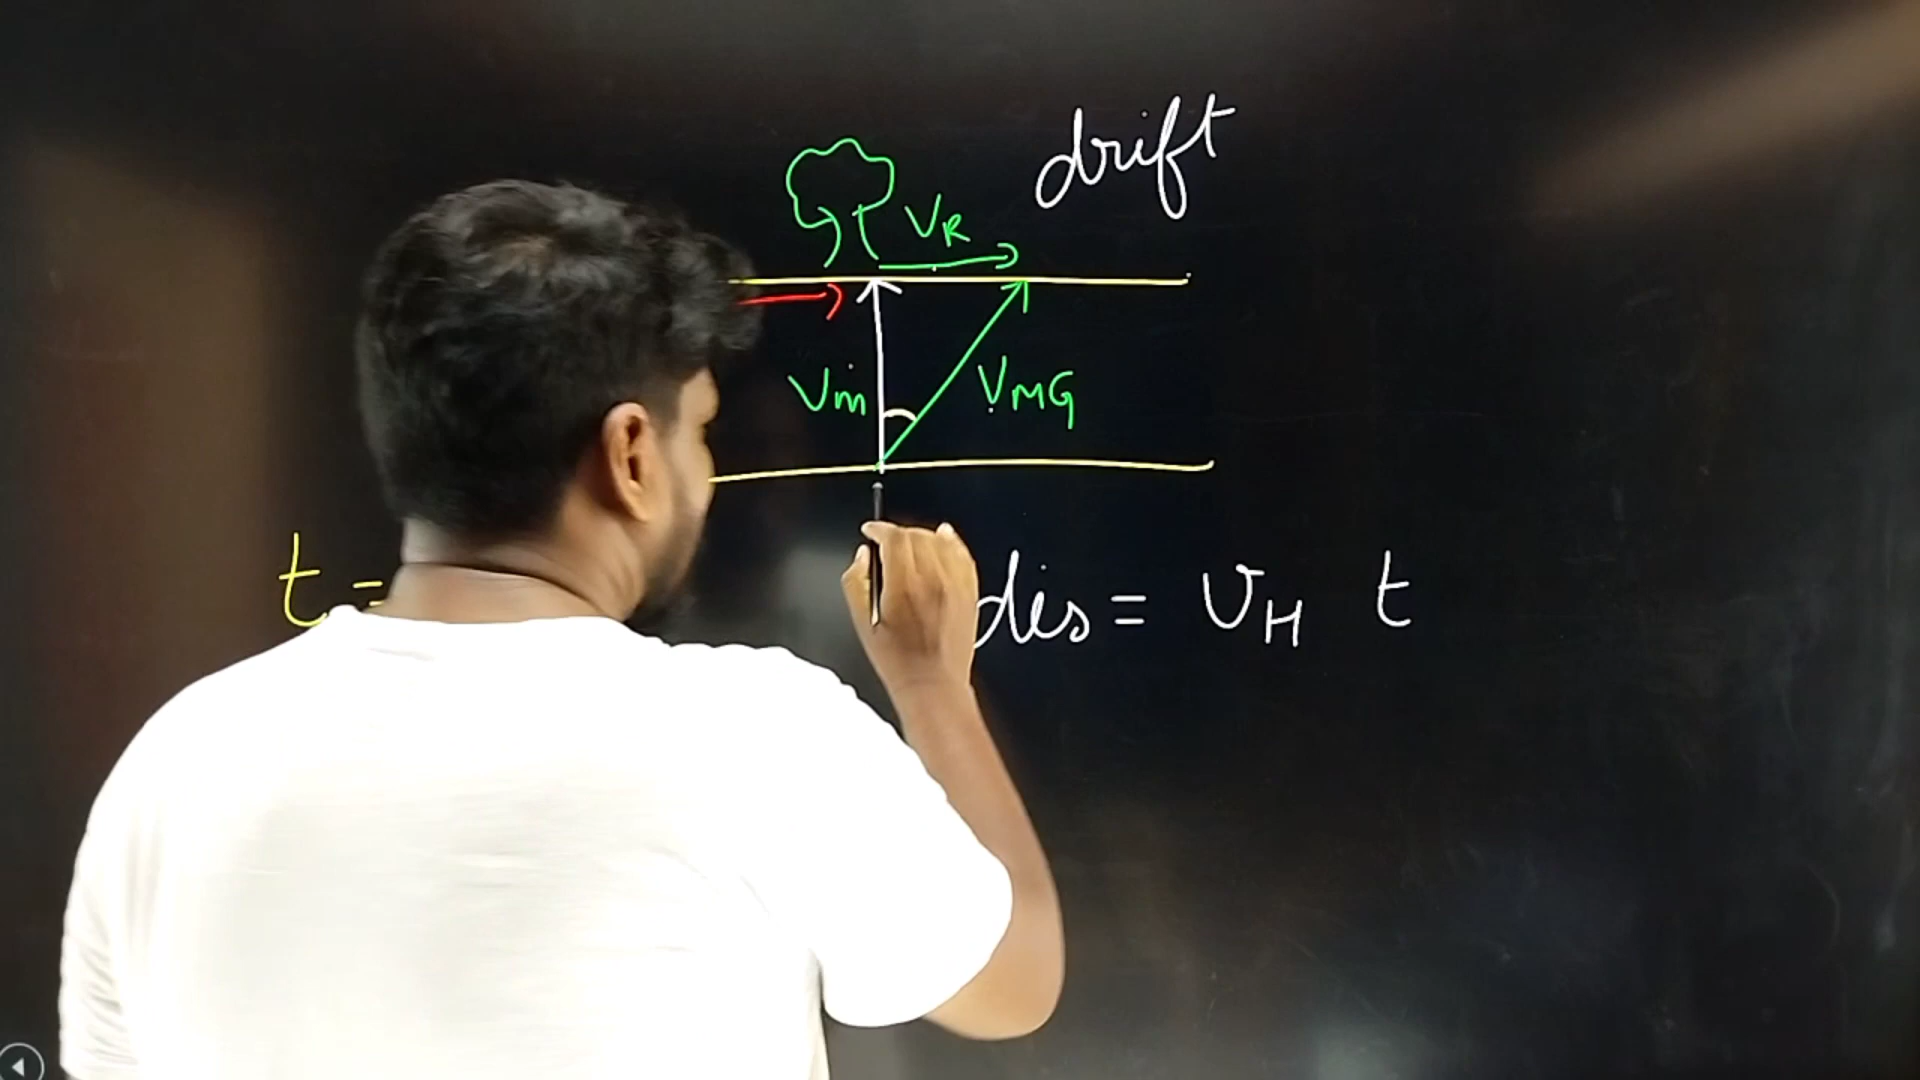 drift
VR
Vm
VMG
t =
dis = VH t